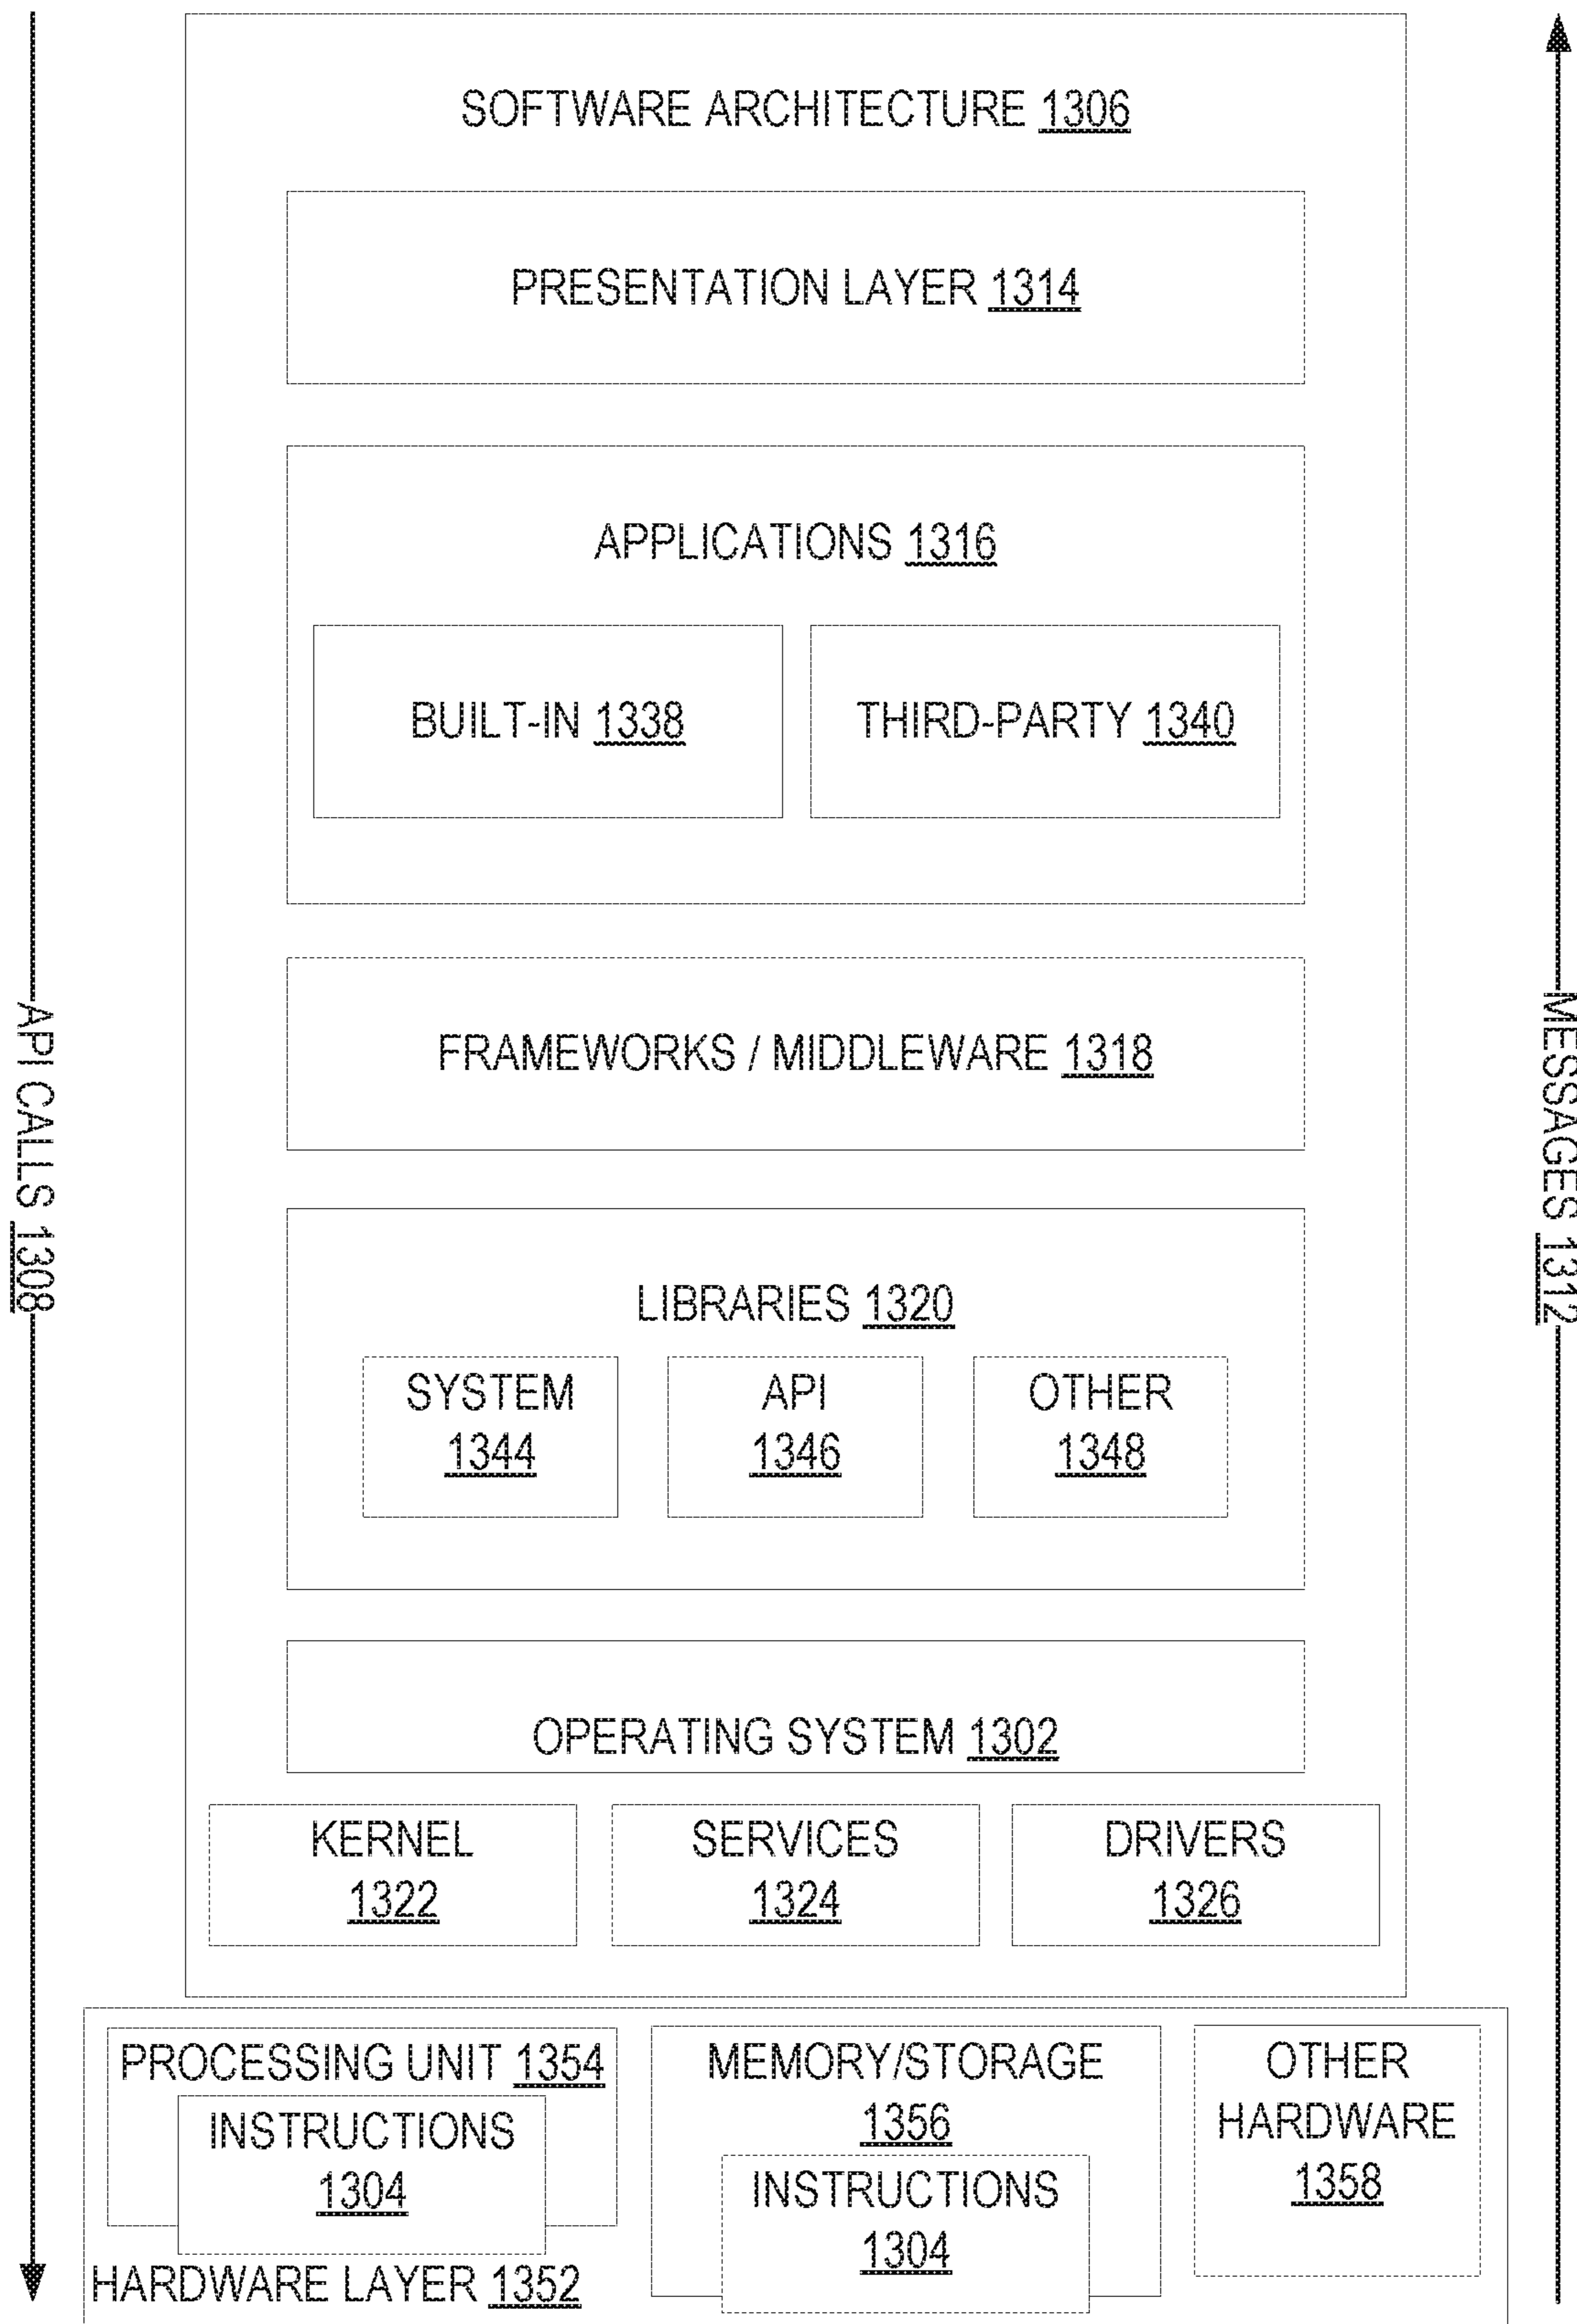 SOFTWARE ARCHITECTURE 1306
PRESENTATION LAYER 1314
APPLICATIONS 1316
BUILT-IN 1338
THIRD-PARTY 1340
FRAMEWORKS / MIDDLEWARE 1318
API CALLS 1308
MESSAGES 1312
LIBRARIES 1320
SYSTEM
1344
API
1346
OTHER
1348
OPERATING SYSTEM 1302
KERNEL
1322
SERVICES
1324
DRIVERS
1326
PROCESSING UNIT 1354
INSTRUCTIONS
1304
MEMORY/STORAGE
1356
INSTRUCTIONS
1304
OTHER
HARDWARE
1358
HARDWARE LAYER 1352